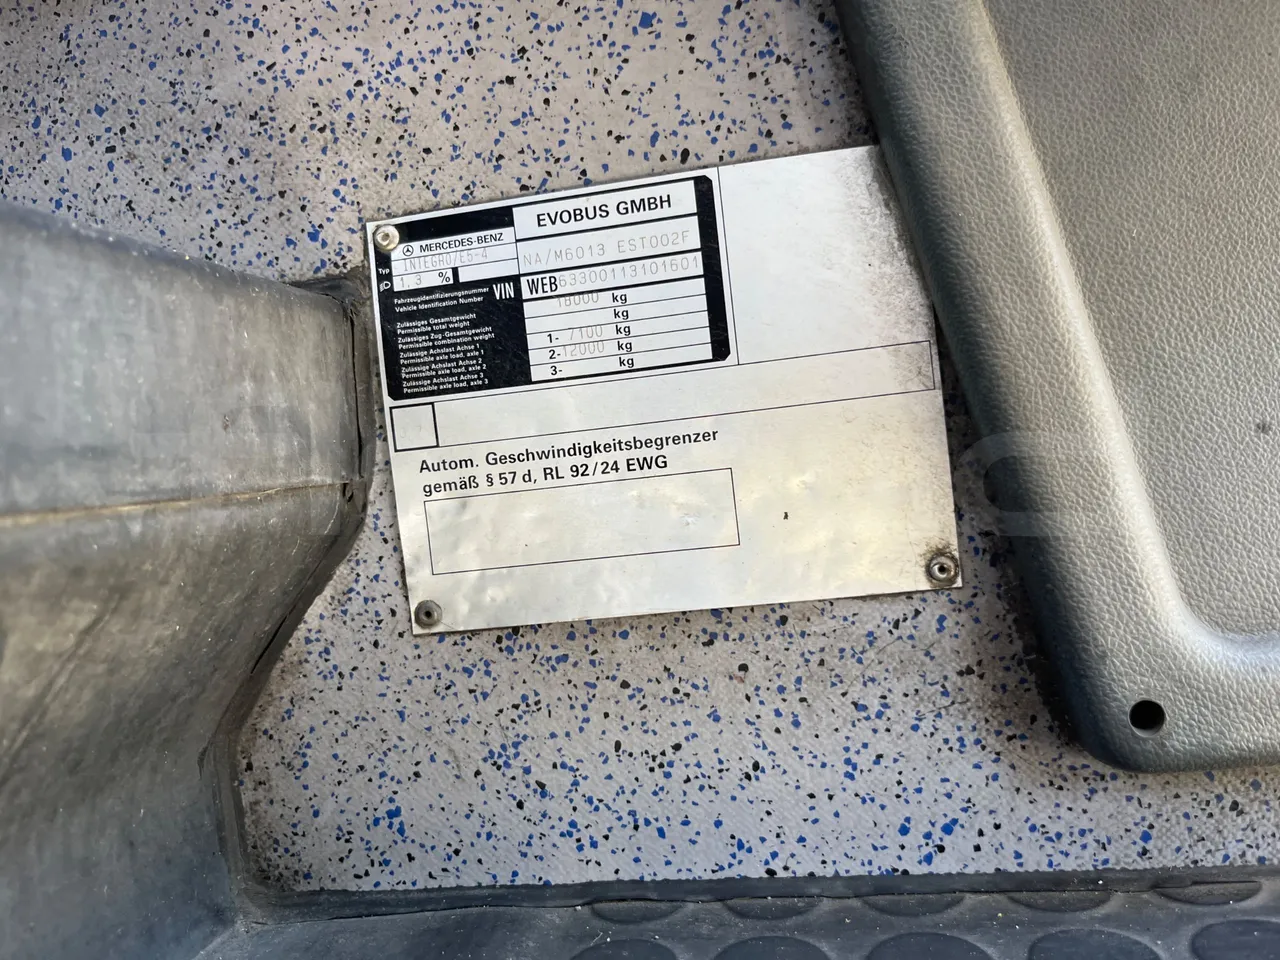 EVOBUS GMBH
MERCEDES-BENZ
Typ INTEGRO/E5-4
NA/M6013 EST002F
1,3 %
Fahrzeugidentifizierungsnummer
Vehicle Identification Number
VIN
WEB63300113101601
Zulässiges Gesamtgewicht
Permissible total weight
18000 kg
Zulässiges Zug-Gesamtgewicht
Permissible combination weight
kg
Zulässige Achslast Achse 1
Permissible axle load, axle 1
1- 7100 kg
Zulässige Achslast Achse 2
Permissible axle load, axle 2
2- 12000 kg
Zulässige Achslast Achse 3
Permissible axle load, axle 3
3- kg
Autom. Geschwindigkeitsbegrenzer
gemäß § 57 d, RL 92/24 EWG